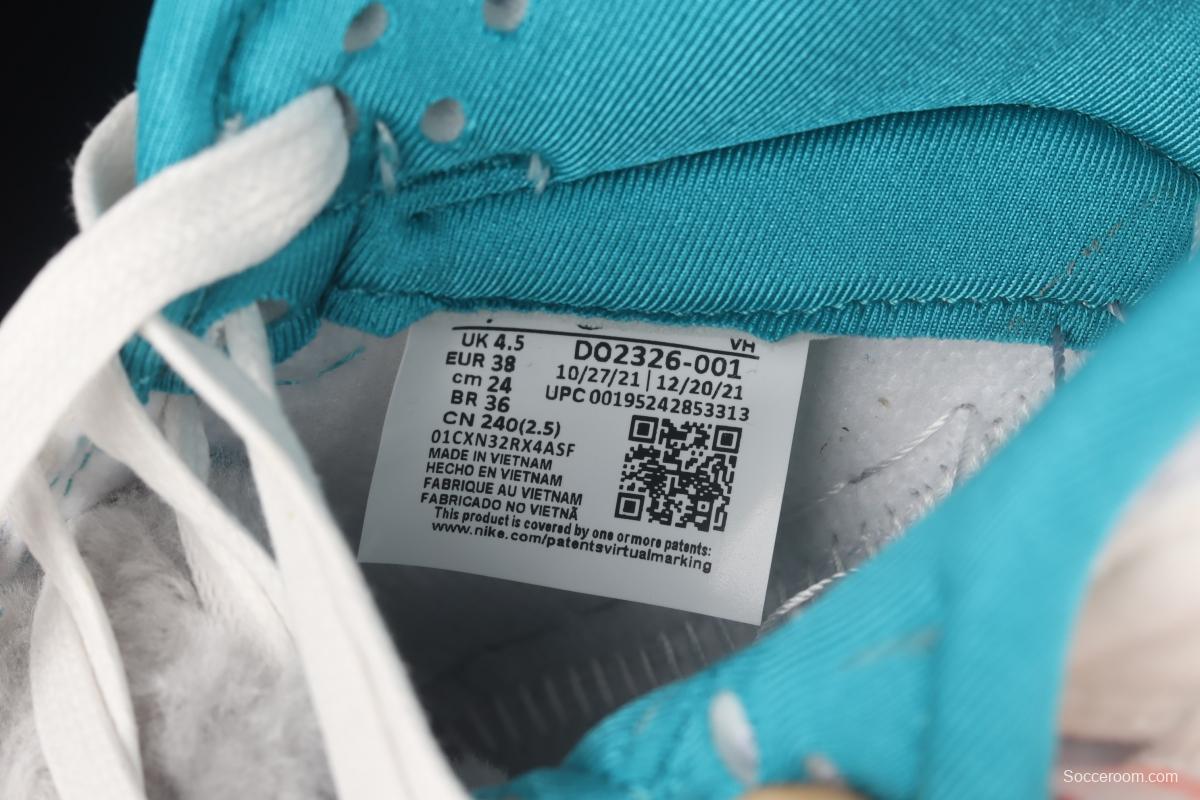 UK 4.5
EUR 38
cm 24
BR 36
CN 240(2.5)
01CXN32RX4ASF
MADE IN VIETNAM
HECHO EN VIETNAM
FABRIQUE AU VIETNAM
FABRICADO NO VIETNÃ
VH
DO2326-001
10/27/21 | 12/20/21
UPC 00195242853313
This product is covered by one or more patents:
www.nike.com/patentsvirtualmarking
Socceroom.com